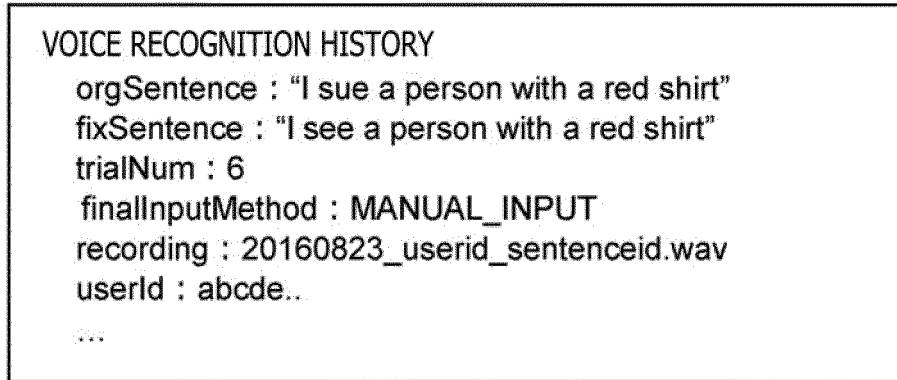 VOICE RECOGNITION HISTORY
orgSentence : “I sue a person with a red shirt”
fixSentence : “I see a person with a red shirt”
trialNum : 6
finalInputMethod : MANUAL_INPUT
recording : 20160823_userid_sentenceid.wav
userId : abcde..
...